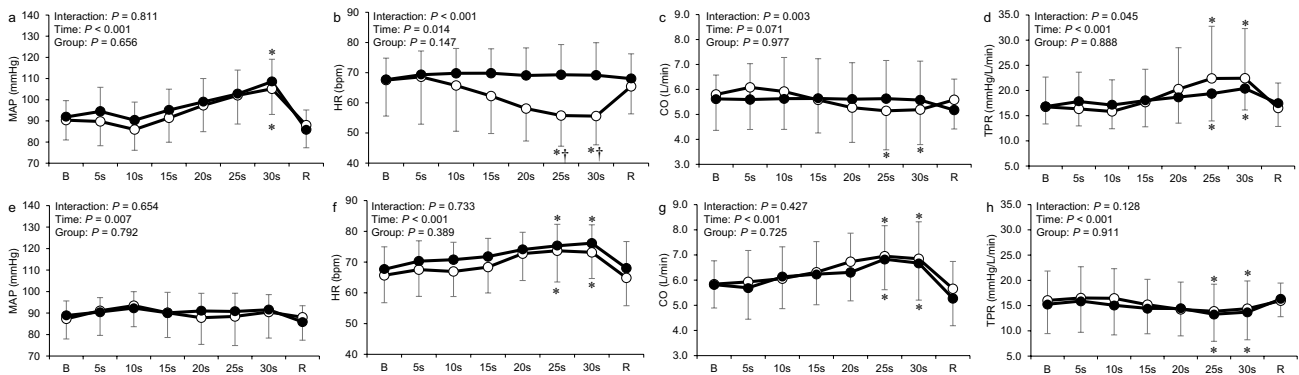 a
Interaction: P = 0.811
Time: P < 0.001
Group: P = 0.656
MAP (mmHg)
140
120
100
80
60
40
20
*
*
B 5s 10s 15s 20s 25s 30s R
b
Interaction: P < 0.001
Time: P = 0.014
Group: P = 0.147
HR (bpm)
90
80
70
60
50
40
*† *†
B 5s 10s 15s 20s 25s 30s R
c
Interaction: P = 0.003
Time: P = 0.071
Group: P = 0.977
CO (L/min)
9.0
8.0
7.0
6.0
5.0
4.0
3.0
* *
B 5s 10s 15s 20s 25s 30s R
d
Interaction: P = 0.045
Time: P < 0.001
Group: P = 0.888
TPR (mmHg/L/min)
35.0
30.0
25.0
20.0
15.0
10.0
5.0
* *
* *
B 5s 10s 15s 20s 25s 30s R
e
Interaction: P = 0.654
Time: P = 0.007
Group: P = 0.792
MAP (mmHg)
140
130
120
110
100
90
80
70
B 5s 10s 15s 20s 25s 30s R
f
Interaction: P = 0.733
Time: P < 0.001
Group: P = 0.389
HR (bpm)
90
80
70
60
50
40
* *
* *
B 5s 10s 15s 20s 25s 30s R
g
Interaction: P = 0.427
Time: P < 0.001
Group: P = 0.725
CO (L/min)
9.0
8.0
7.0
6.0
5.0
4.0
3.0
* *
* *
B 5s 10s 15s 20s 25s 30s R
h
Interaction: P = 0.128
Time: P < 0.001
Group: P = 0.911
TPR (mmHg/L/min)
35.0
30.0
25.0
20.0
15.0
10.0
5.0
* *
* *
B 5s 10s 15s 20s 25s 30s R